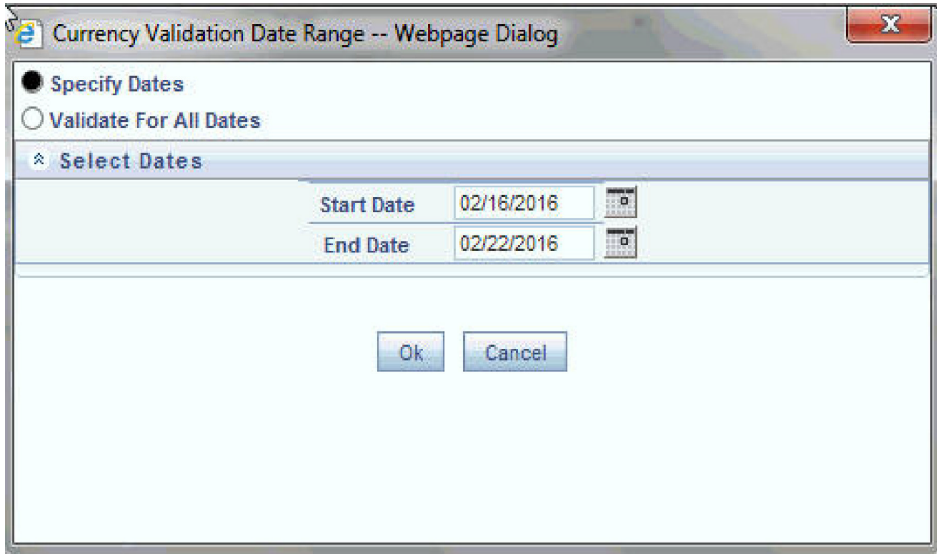 Currency Validation Date Range -- Webpage Dialog
X
Specify Dates
Validate For All Dates
Select Dates
Start Date 02/16/2016
End Date 02/22/2016
Ok Cancel